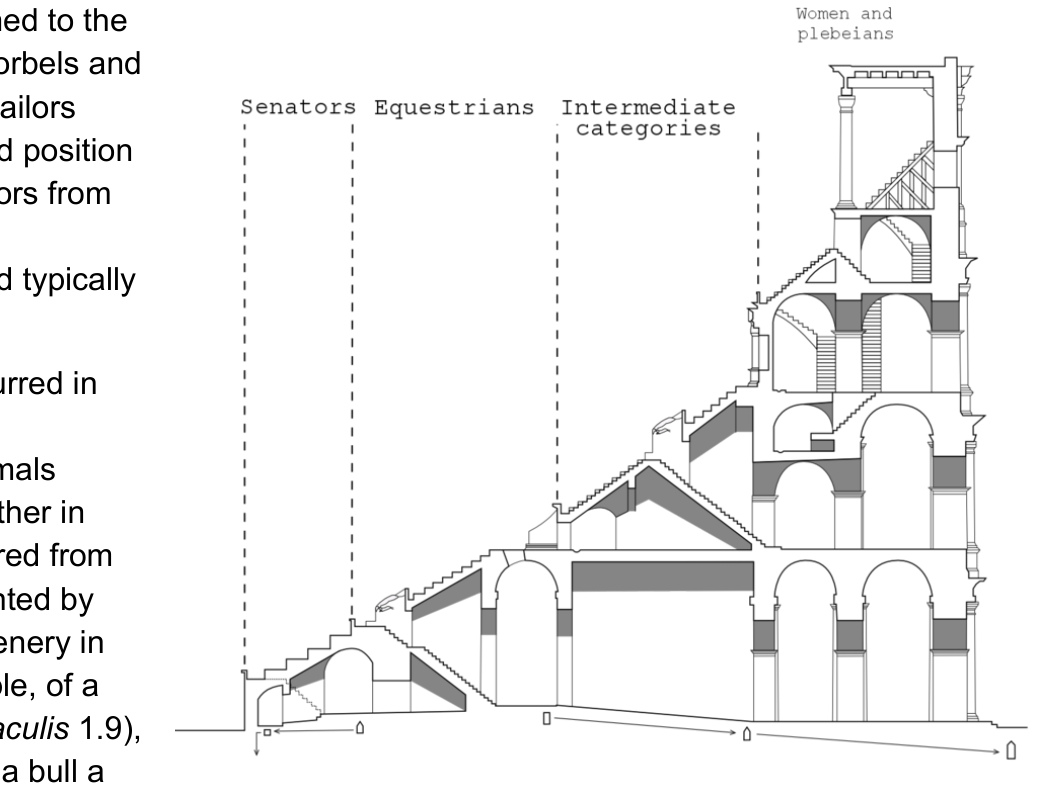 ned to the
orbels and
ailors
d position
ors from
d typically
urred in
mals
ther in
red from
nted by
enery in
ple, of a
aculis 1.9),
a bull a
Women and
plebeians
Senators
Equestrians
Intermediate
categories